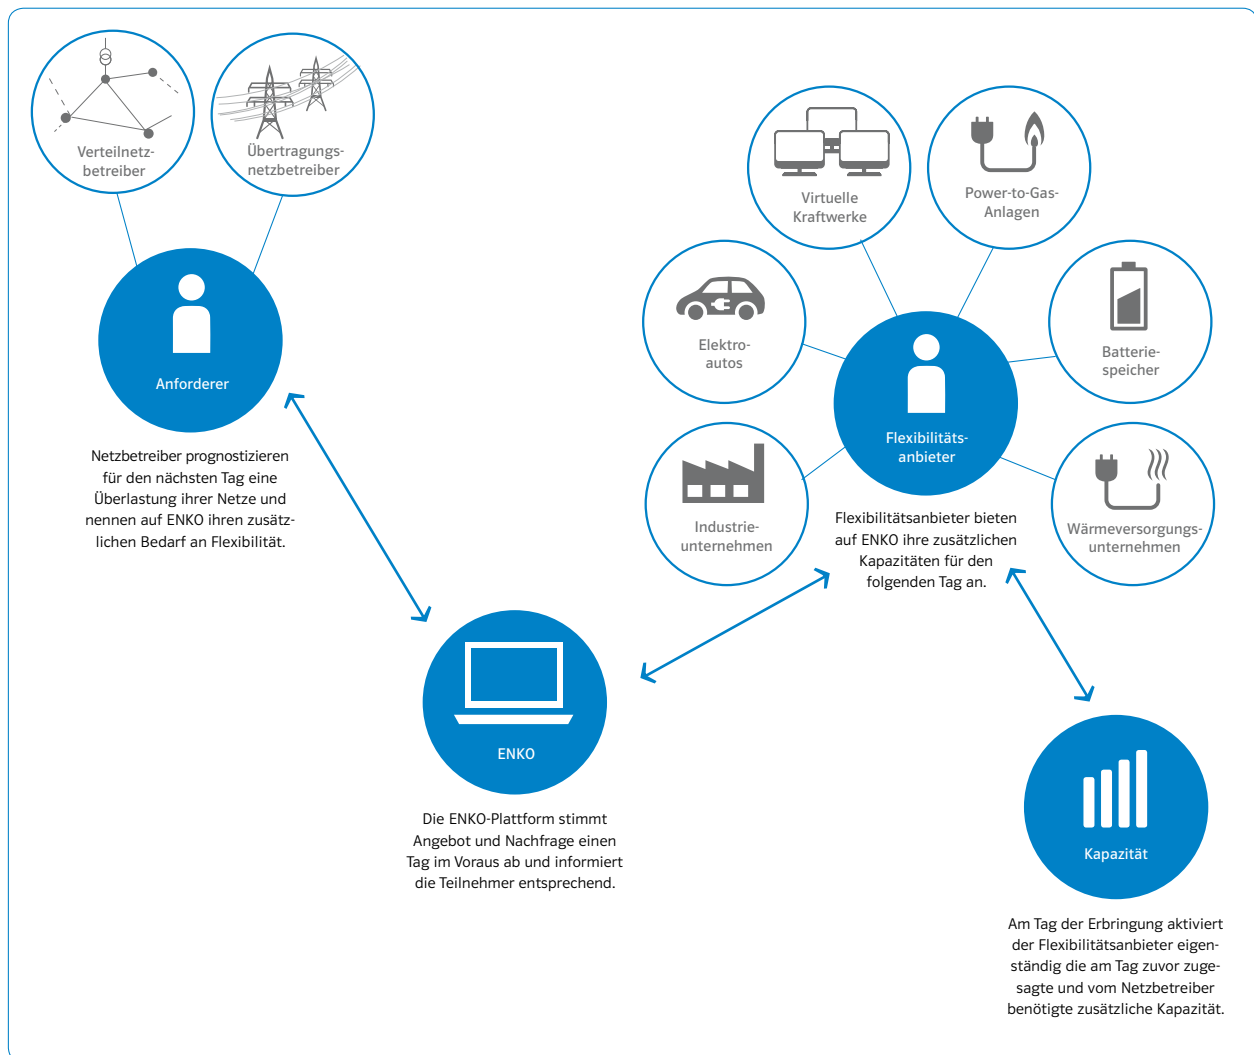 Verteilnetz-
betreiber
Übertragungs-
netzbetreiber
Anforderer
Netzbetreiber prognostizieren
für den nächsten Tag eine
Überlastung ihrer Netze und
nennen auf ENKO ihren zusätz-
lichen Bedarf an Flexibilität.
ENKO
Die ENKO-Plattform stimmt
Angebot und Nachfrage einen
Tag im Voraus ab und informiert
die Teilnehmer entsprechend.
Virtuelle
Kraftwerke
Power-to-Gas-
Anlagen
Elektro-
autos
Batterie-
speicher
Industrie-
unternehmen
Wärmeversorgungs-
unternehmen
Flexibilitäts-
anbieter
Flexibilitätsanbieter bieten
auf ENKO ihre zusätzlichen
Kapazitäten für den
folgenden Tag an.
Kapazität
Am Tag der Erbringung aktiviert
der Flexibilitätsanbieter eigen-
ständig die am Tag zuvor zuge-
sagte und vom Netzbetreiber
benötigte zusätzliche Kapazität.